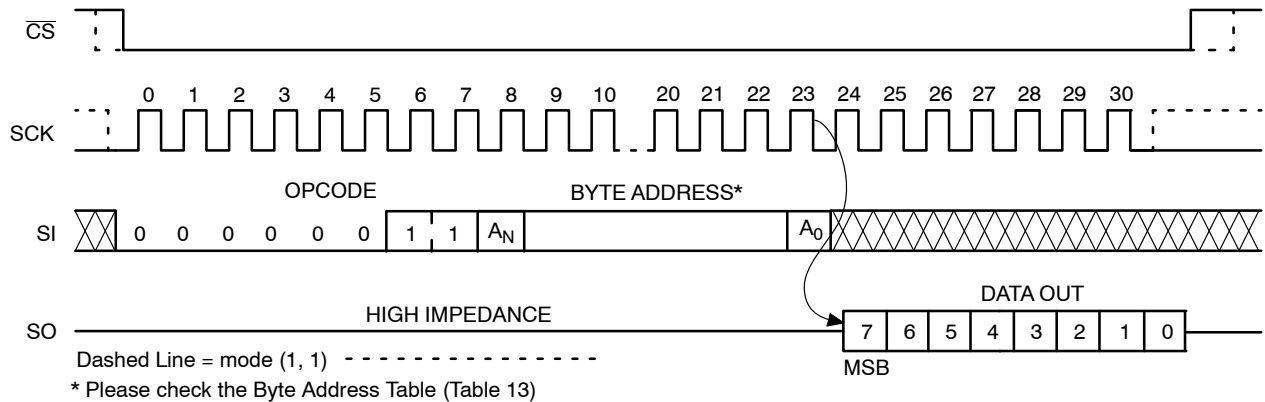 CS
0 1 2 3 4 5 6 7 8 9 10 20 21 22 23 24 25 26 27 28 29 30
SCK
OPCODE BYTE ADDRESS*
SI 0 0 0 0 0 0 1 1 AN A0
DATA OUT
HIGH IMPEDANCE
SO 7 6 5 4 3 2 1 0
Dashed Line = mode (1, 1) - - - - - - - - - - - - - - -
MSB
* Please check the Byte Address Table (Table 13)